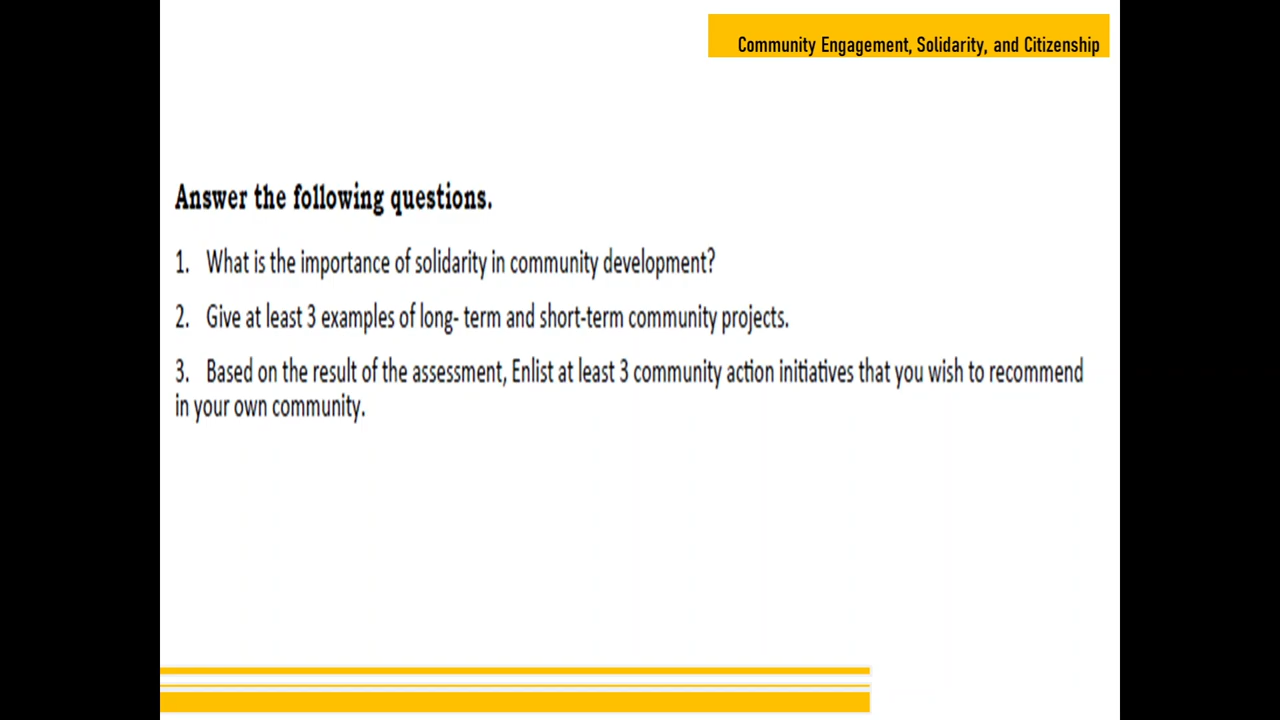 Community Engagement, Solidarity, and Citizenship
Answer the following questions.
1. What is the importance of solidarity in community development?
2. Give at least 3 examples of long- term and short-term community projects.
3. Based on the result of the assessment, Enlist at least 3 community action initiatives that you wish to recommend
in your own community.